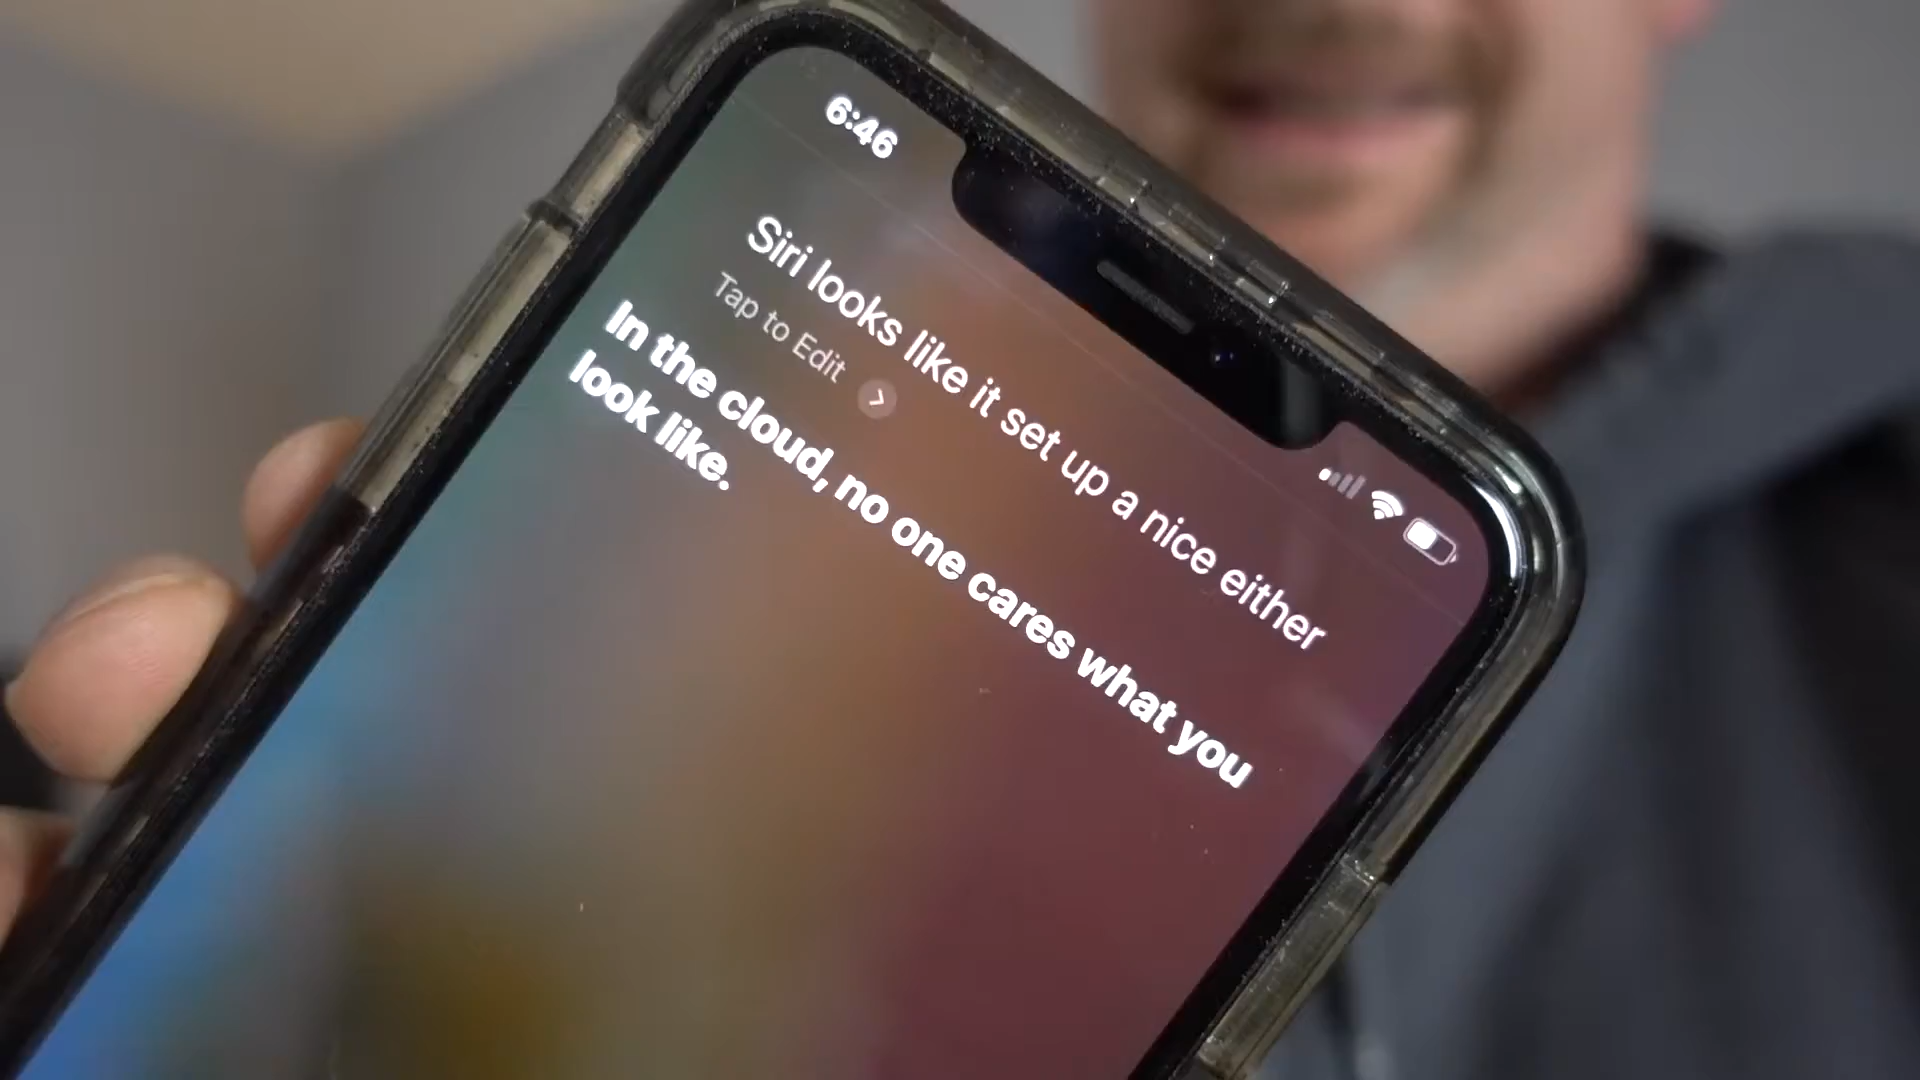 6:46
Siri looks like it set up a nice either
Tap to Edit
In the cloud, no one cares what you
look like.